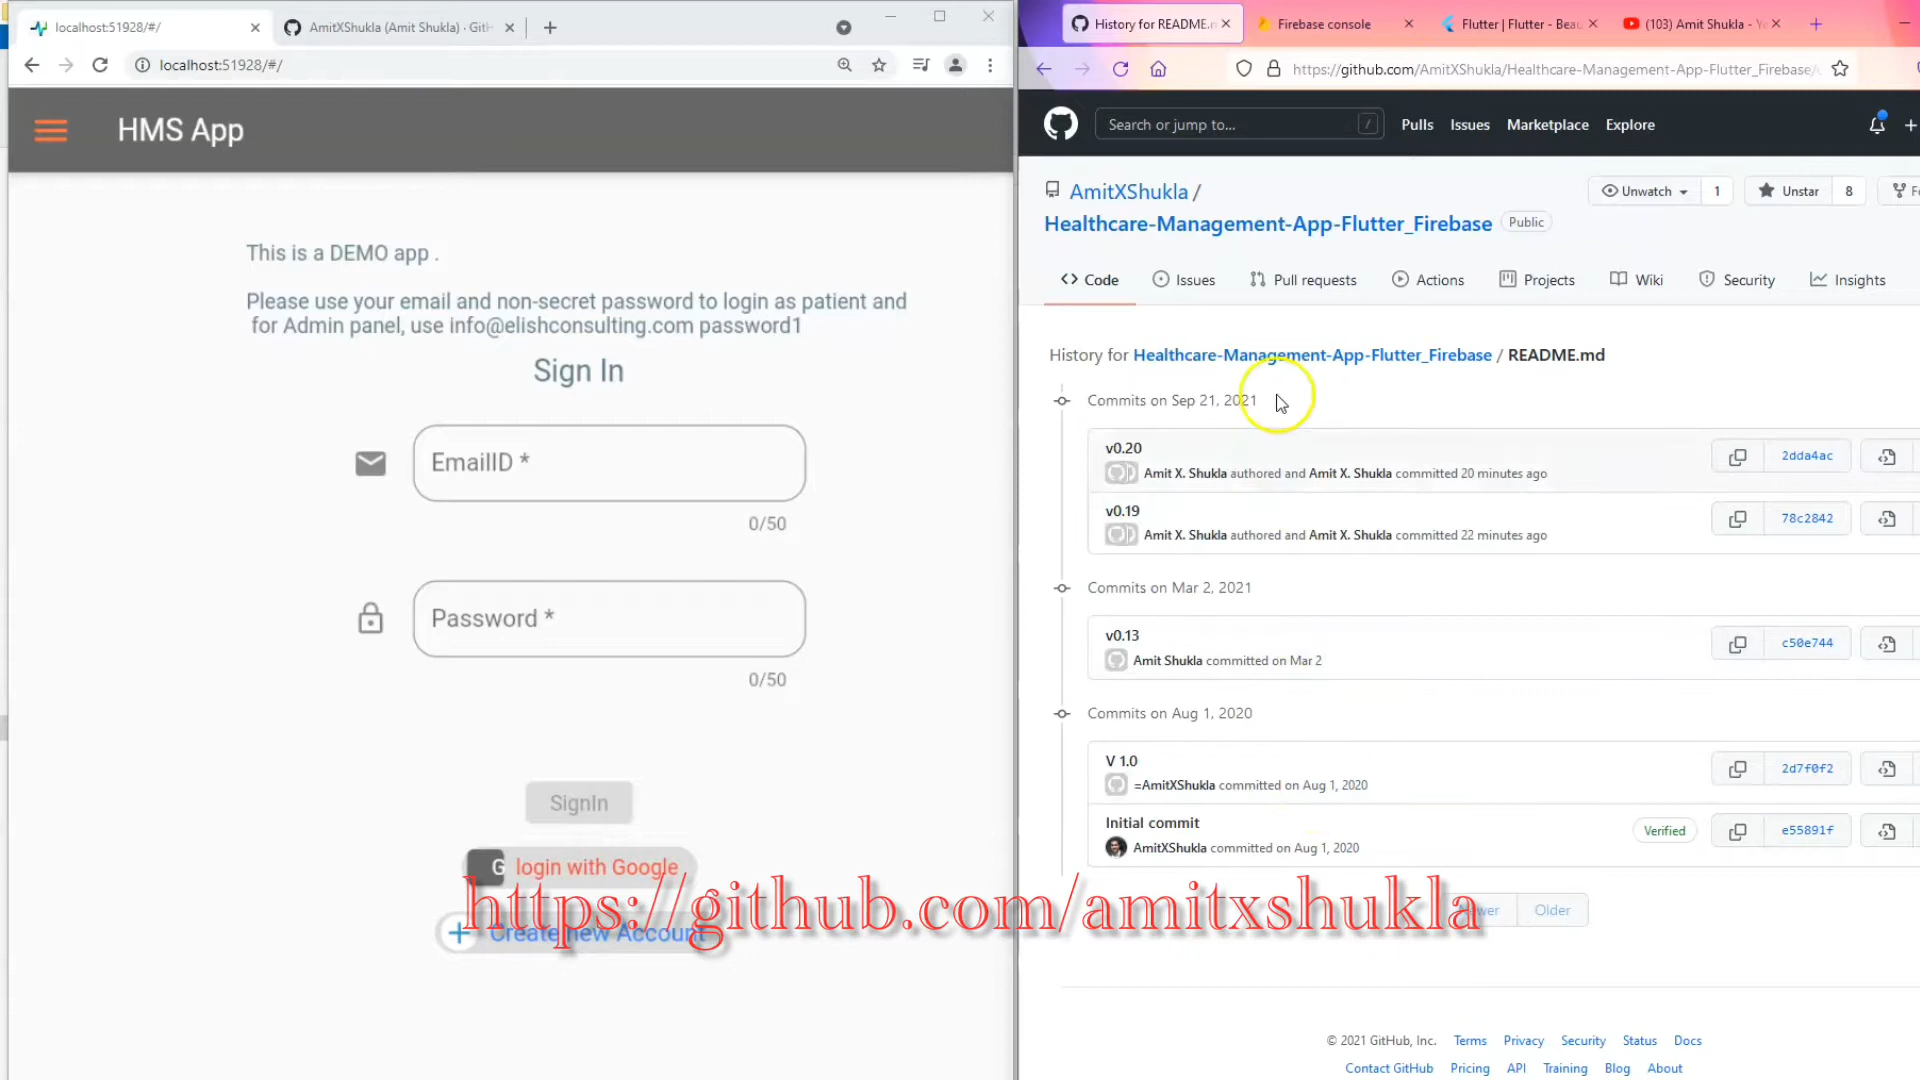 localhost:51928/#/
AmitXShukla (Amit Shukla) · GitH
localhost:51928/#/
HMS App
This is a DEMO app .
Please use your email and non-secret password to login as patient and
for Admin panel, use info@elishconsulting.com password1
Sign In
EmailID *
0/50
Password *
0/50
SignIn
G login with Google
+ Create new Account
https://github.com/amitxshukla
History for README.m
Firebase console
Flutter | Flutter - Beau
(103) Amit Shukla - Yo
https://github.com/AmitXShukla/Healthcare-Management-App-Flutter_Firebase/
Search or jump to... /
Pulls Issues Marketplace Explore
AmitXShukla /
Unwatch 1
Unstar 8
Healthcare-Management-App-Flutter_Firebase Public
Code Issues Pull requests Actions Projects Wiki Security Insights
History for Healthcare-Management-App-Flutter_Firebase / README.md
Commits on Sep 21, 2021
v0.20
Amit X. Shukla authored and Amit X. Shukla committed 20 minutes ago
2dda4ac
v0.19
Amit X. Shukla authored and Amit X. Shukla committed 22 minutes ago
78c2842
Commits on Mar 2, 2021
v0.13
Amit Shukla committed on Mar 2
c50e744
Commits on Aug 1, 2020
V 1.0
=AmitXShukla committed on Aug 1, 2020
2d7f0f2
Initial commit
AmitXShukla committed on Aug 1, 2020
Verified
e55891f
Newer Older
© 2021 GitHub, Inc. Terms Privacy Security Status Docs
Contact GitHub Pricing API Training Blog About